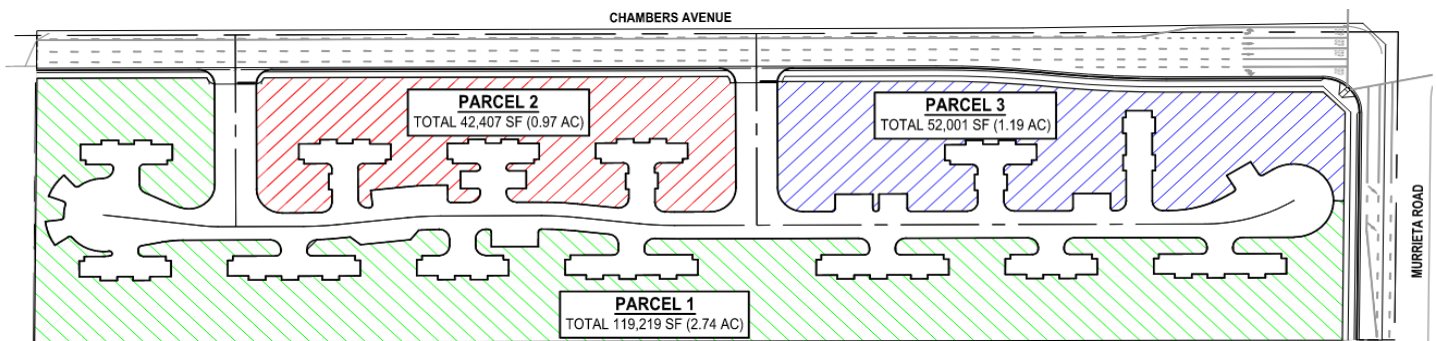 CHAMBERS AVENUE
PARCEL 2
TOTAL 42,407 SF (0.97 AC)
PARCEL 3
TOTAL 52,001 SF (1.19 AC)
MURRIETA ROAD
PARCEL 1
TOTAL 119,219 SF (2.74 AC)